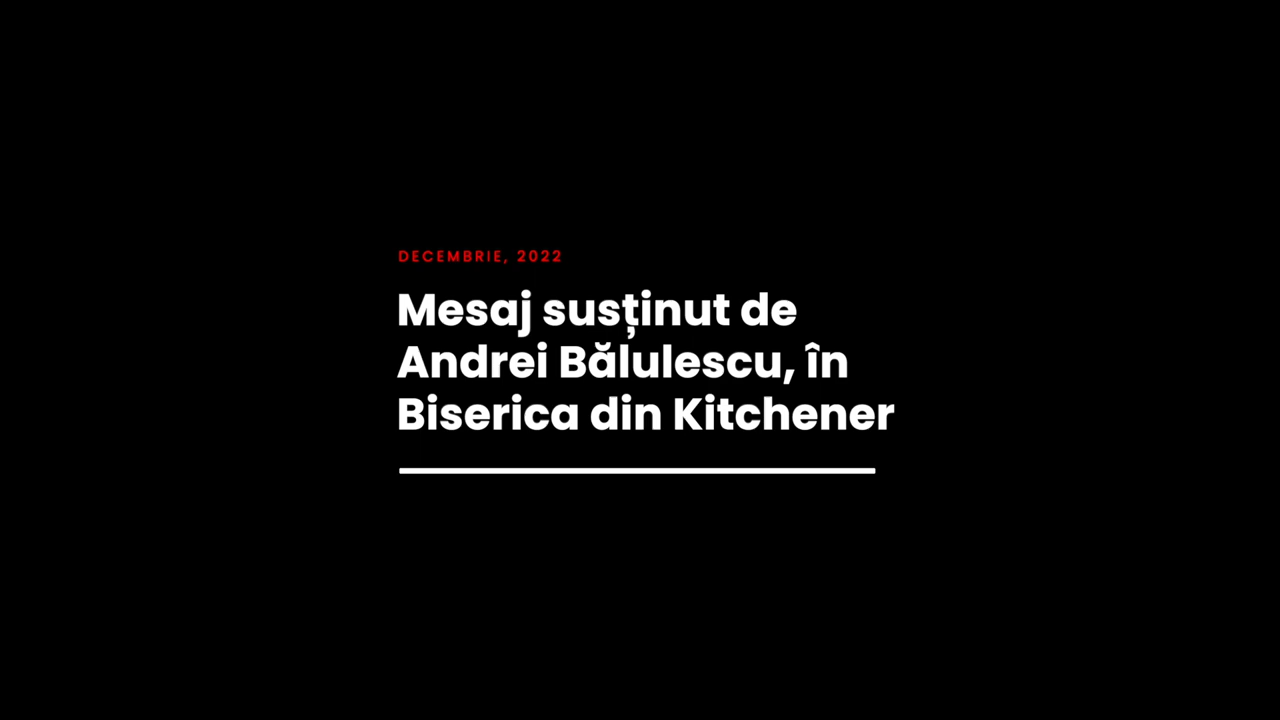 DECEMBRIE, 2022
Mesaj susținut de
Andrei Bălulescu, în
Biserica din Kitchener